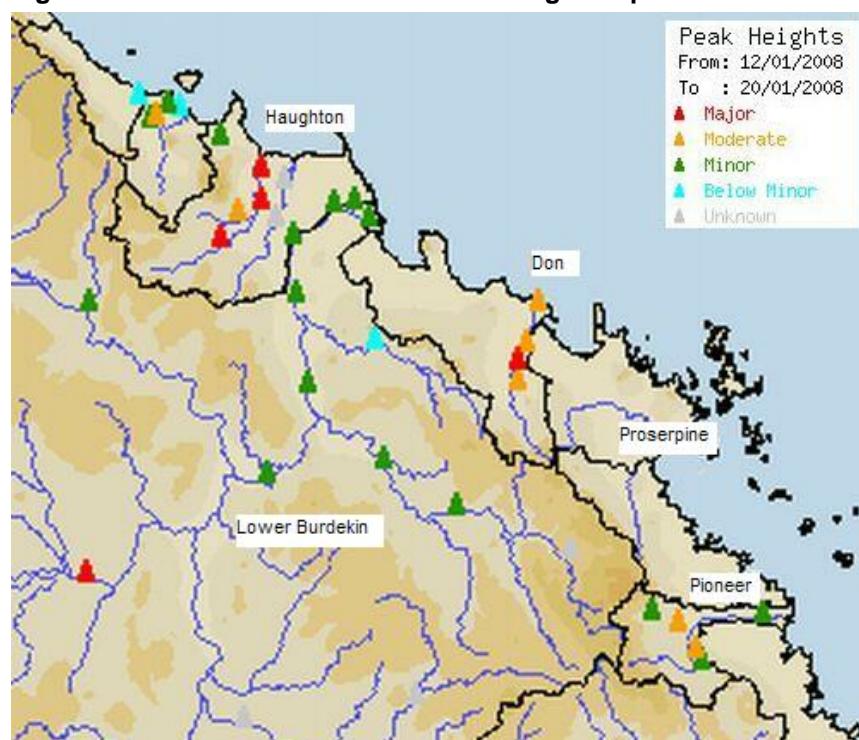 Peak Heights
From: 12/01/2008
To : 20/01/2008
Major
Moderate
Minor
Below Minor
Unknown
Haughton
Don
Proserpine
Lower Burdekin
Pioneer